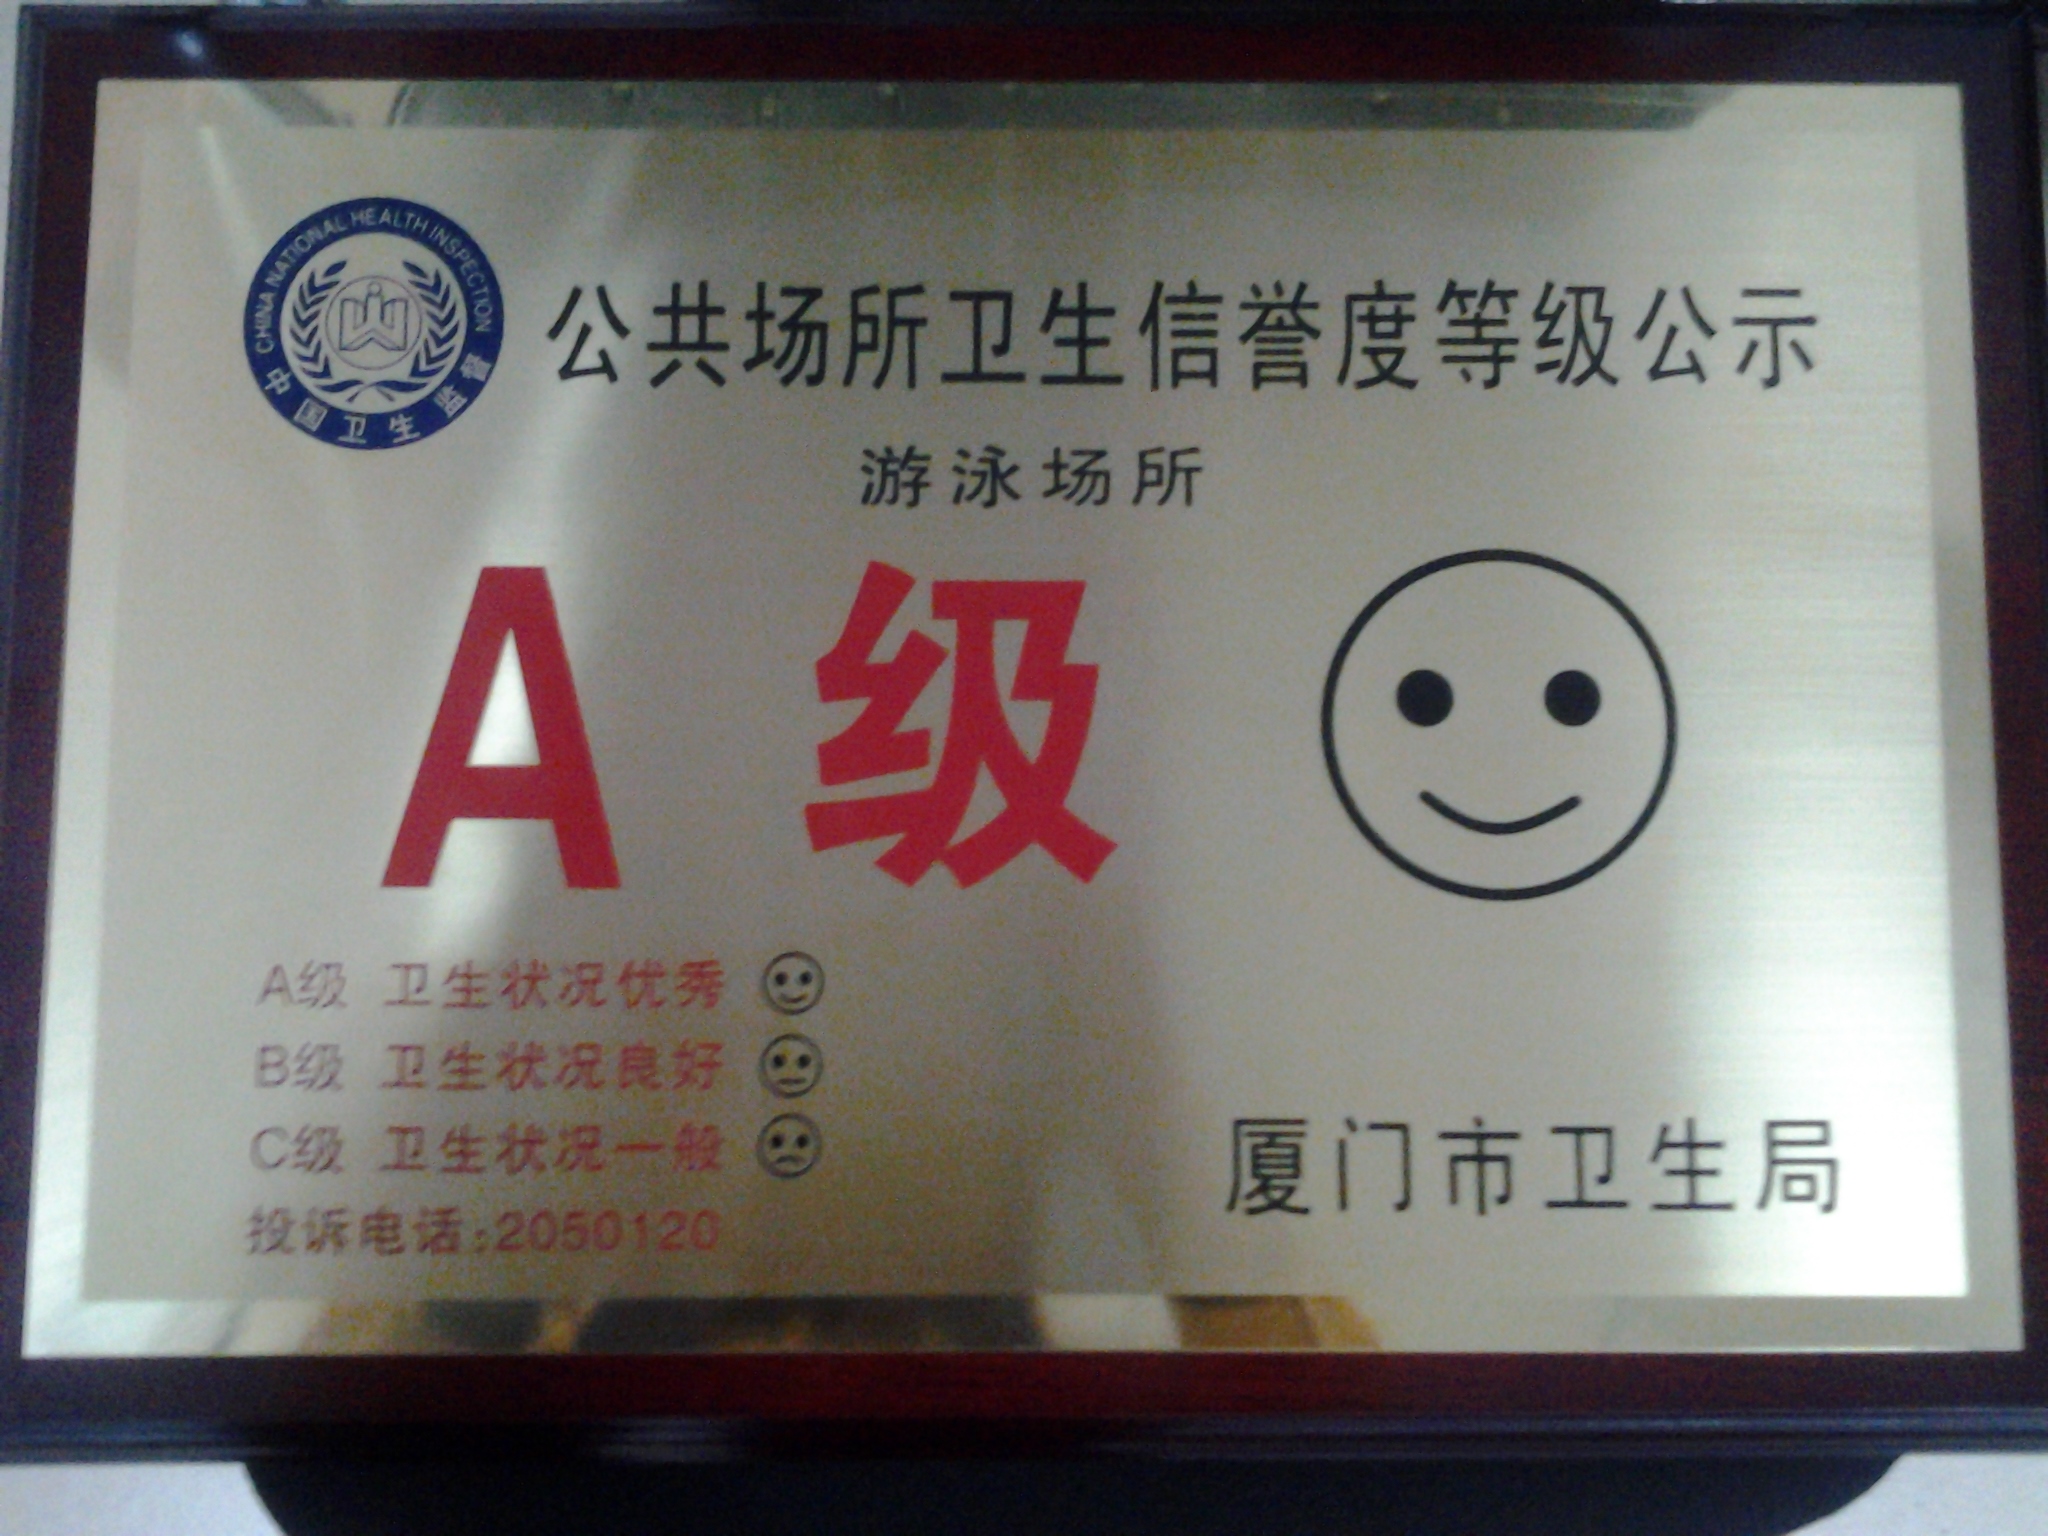 CHINA NATIONAL HEALTH INSPECTION
中国卫生监督
公共场所卫生信誉度等级公示
游泳场所
A级
A级 卫生状况优秀
B级 卫生状况良好
C级 卫生状况一般
投诉电话:2050120
厦门市卫生局